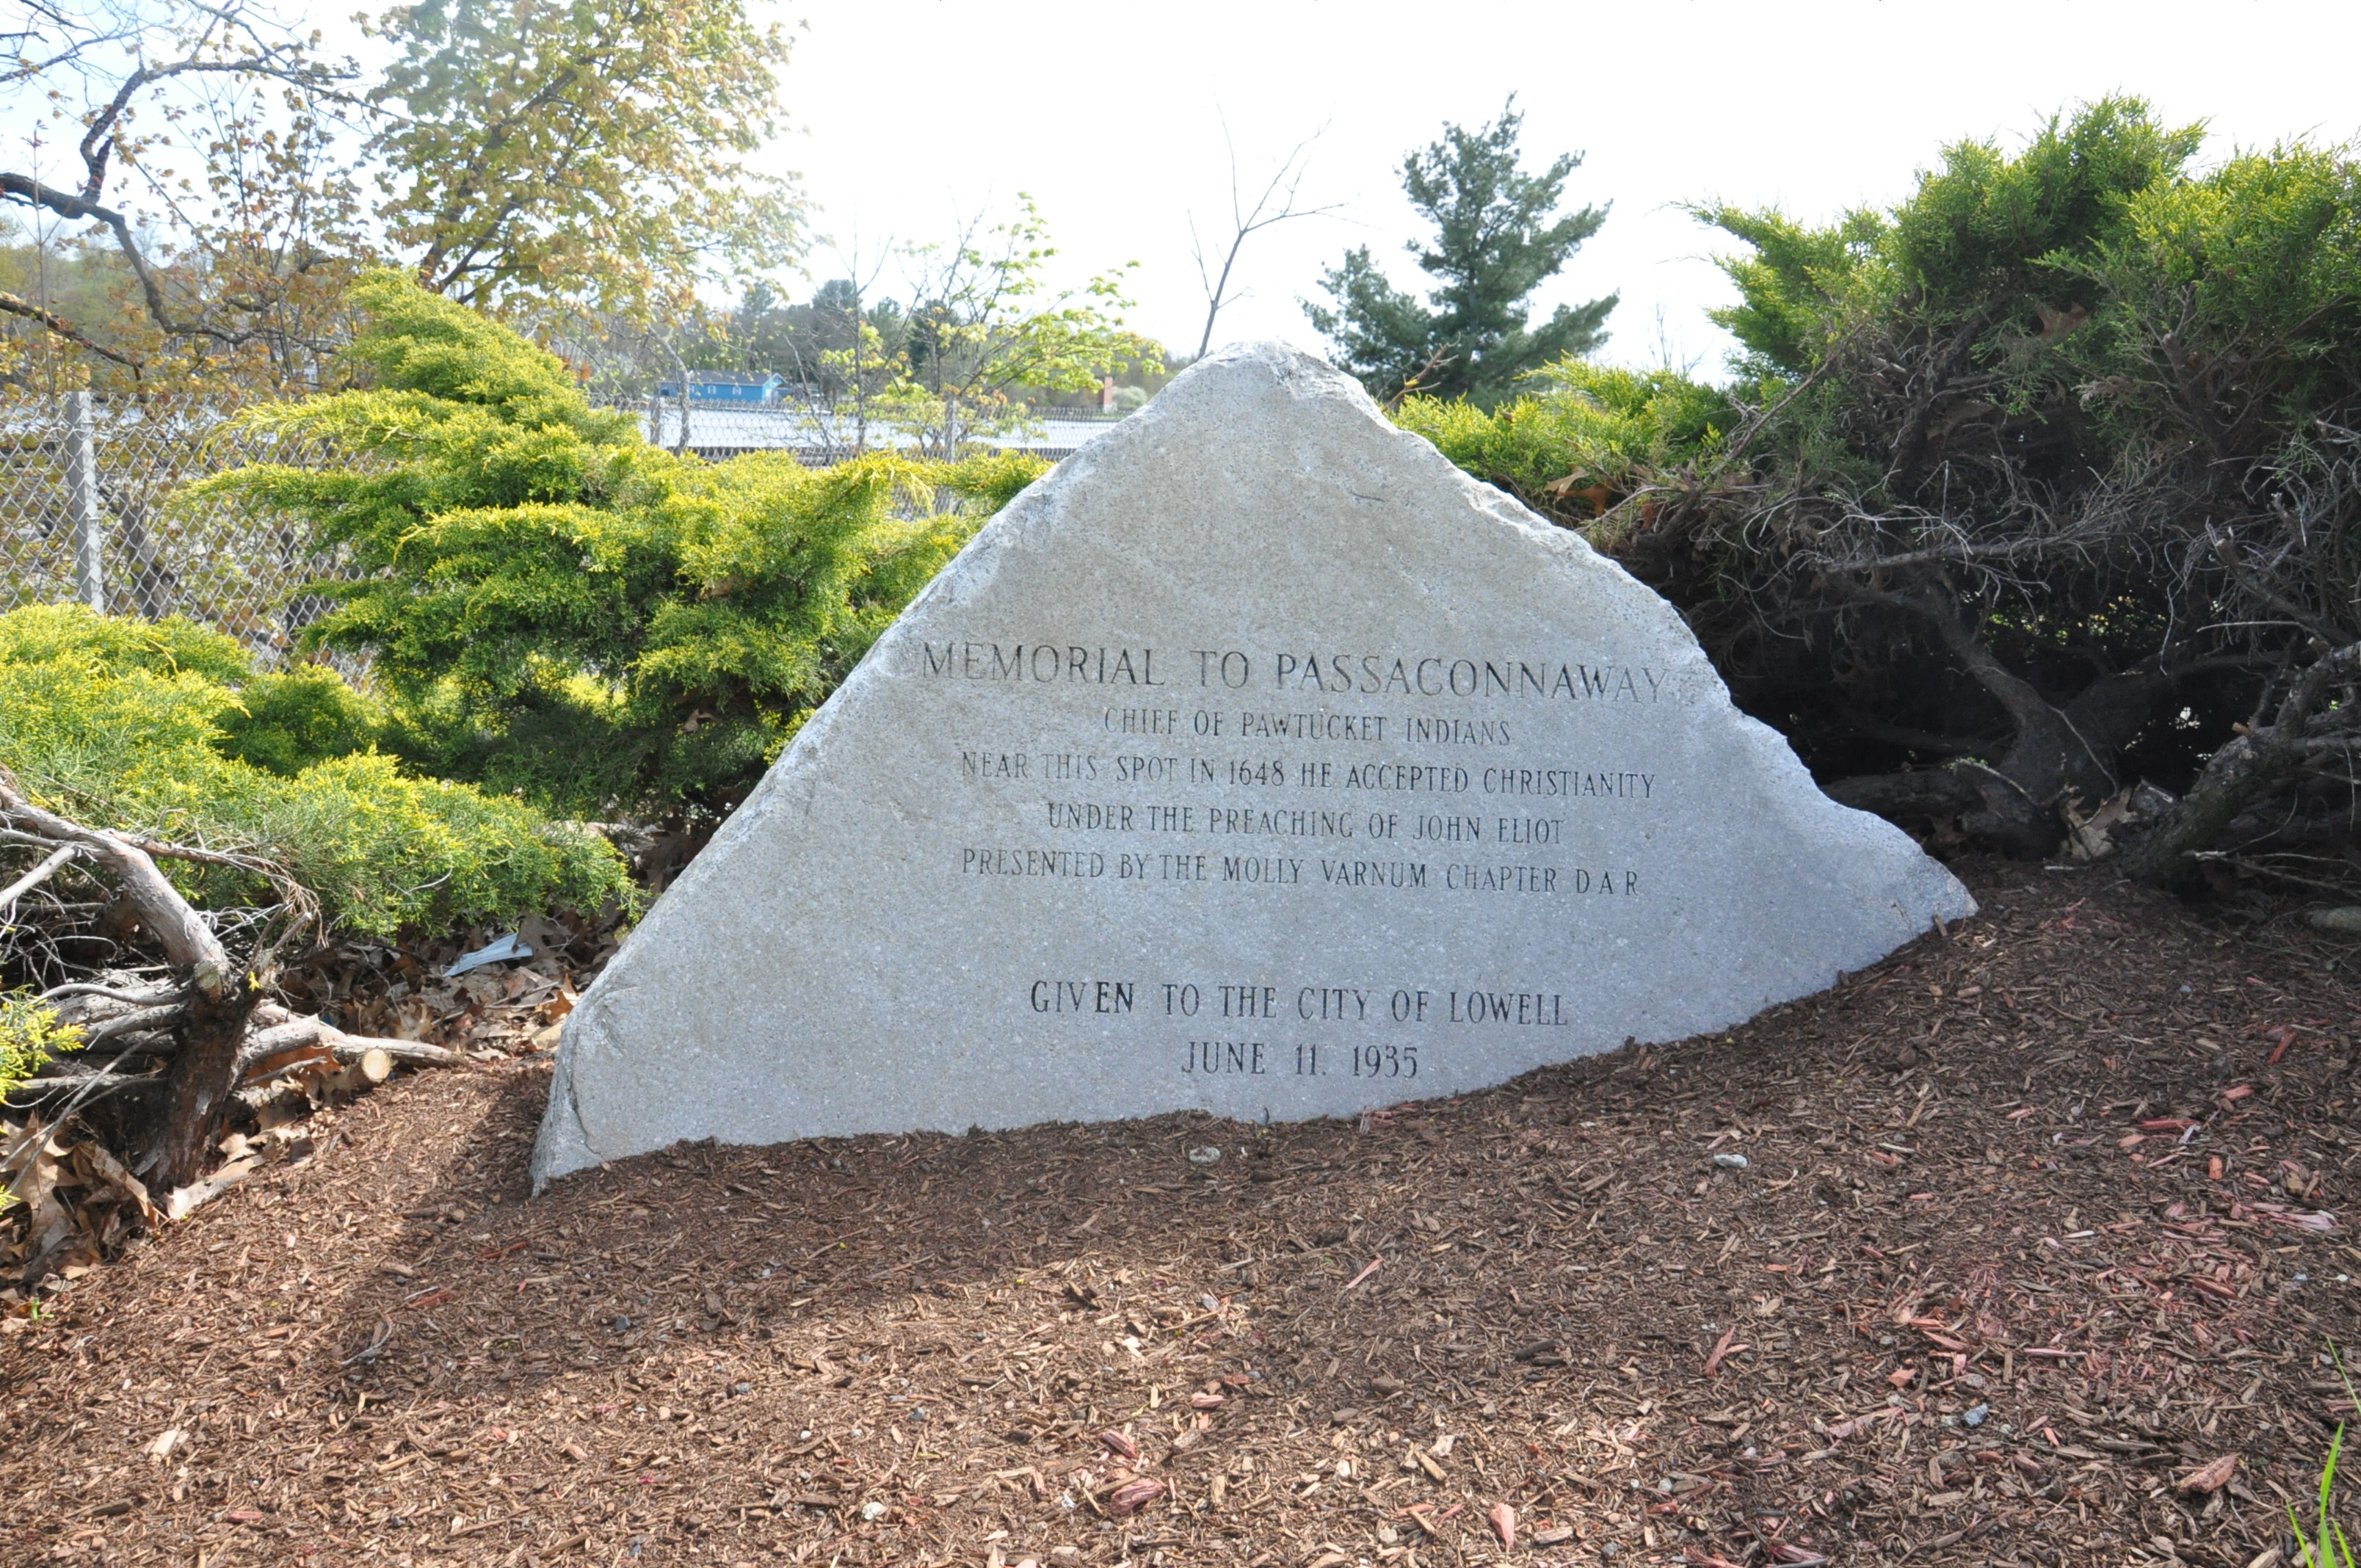 MEMORIAL TO PASSACONNAWAY
CHIEF OF PAWTUCKET INDIANS
NEAR THIS SPOT IN 1648 HE ACCEPTED CHRISTIANITY
UNDER THE PREACHING OF JOHN ELIOT
PRESENTED BY THE MOLLY VARNUM CHAPTER D A R
GIVEN TO THE CITY OF LOWELL
JUNE 11. 1935